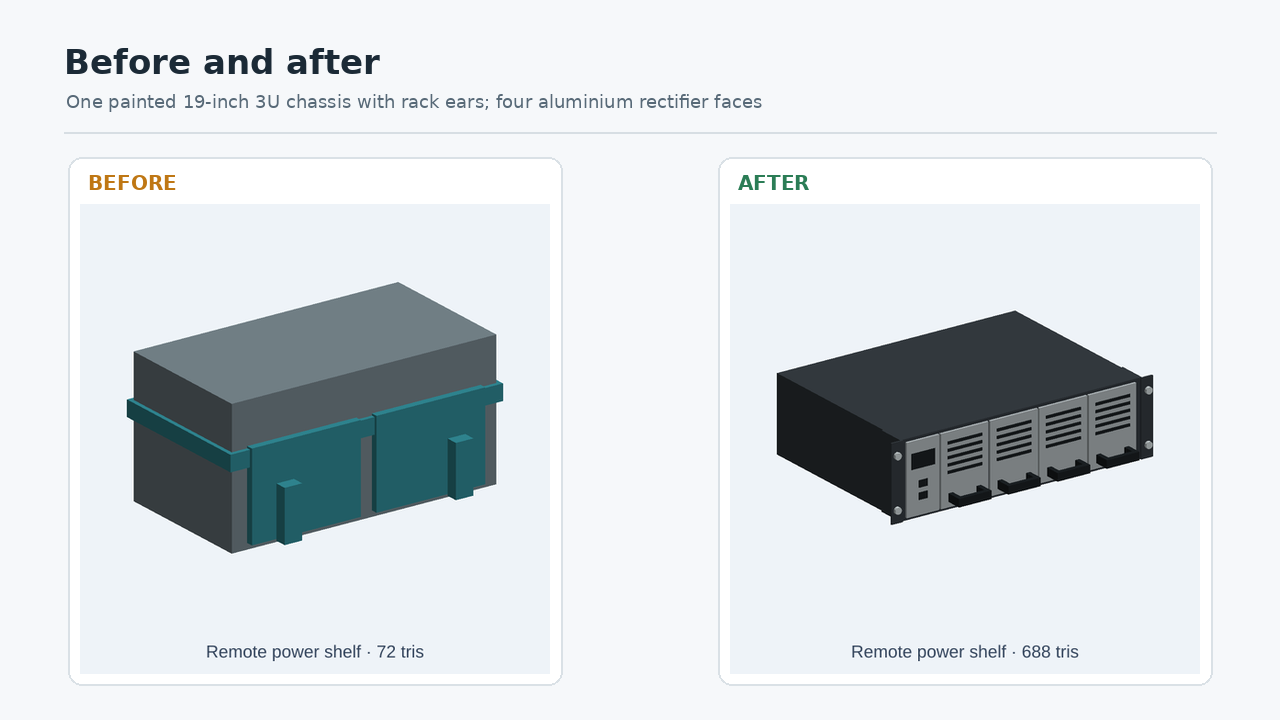 Before and after
One painted 19-inch 3U chassis with rack ears; four aluminium rectifier faces
BEFORE
Remote power shelf · 72 tris
AFTER
Remote power shelf · 688 tris